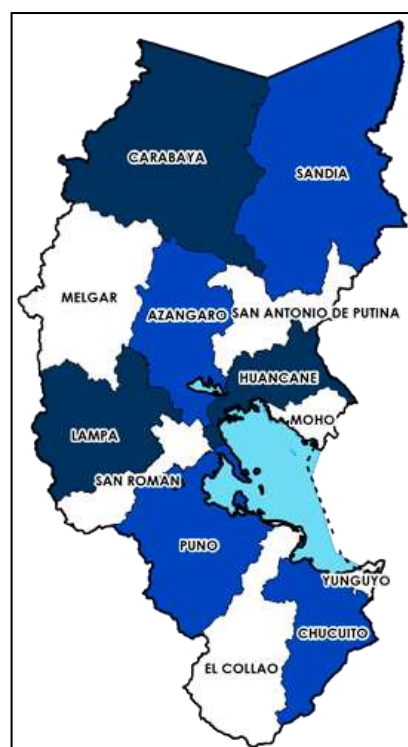 CARABAYA
SANDIA
MELGAR
AZANGARO
SAN ANTONIO DE PUTINA
HUANCANE
MOHO
LAMPA
SAN ROMAN
PUNO
YUNGUYO
CHUCUITO
EL COLLAO